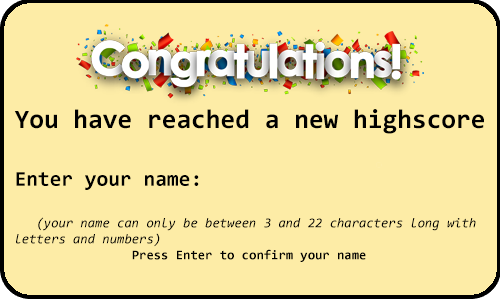 Congratulations!
You have reached a new highscore
Enter your name:
(your name can only be between 3 and 22 characters long with
letters and numbers)
Press Enter to confirm your name